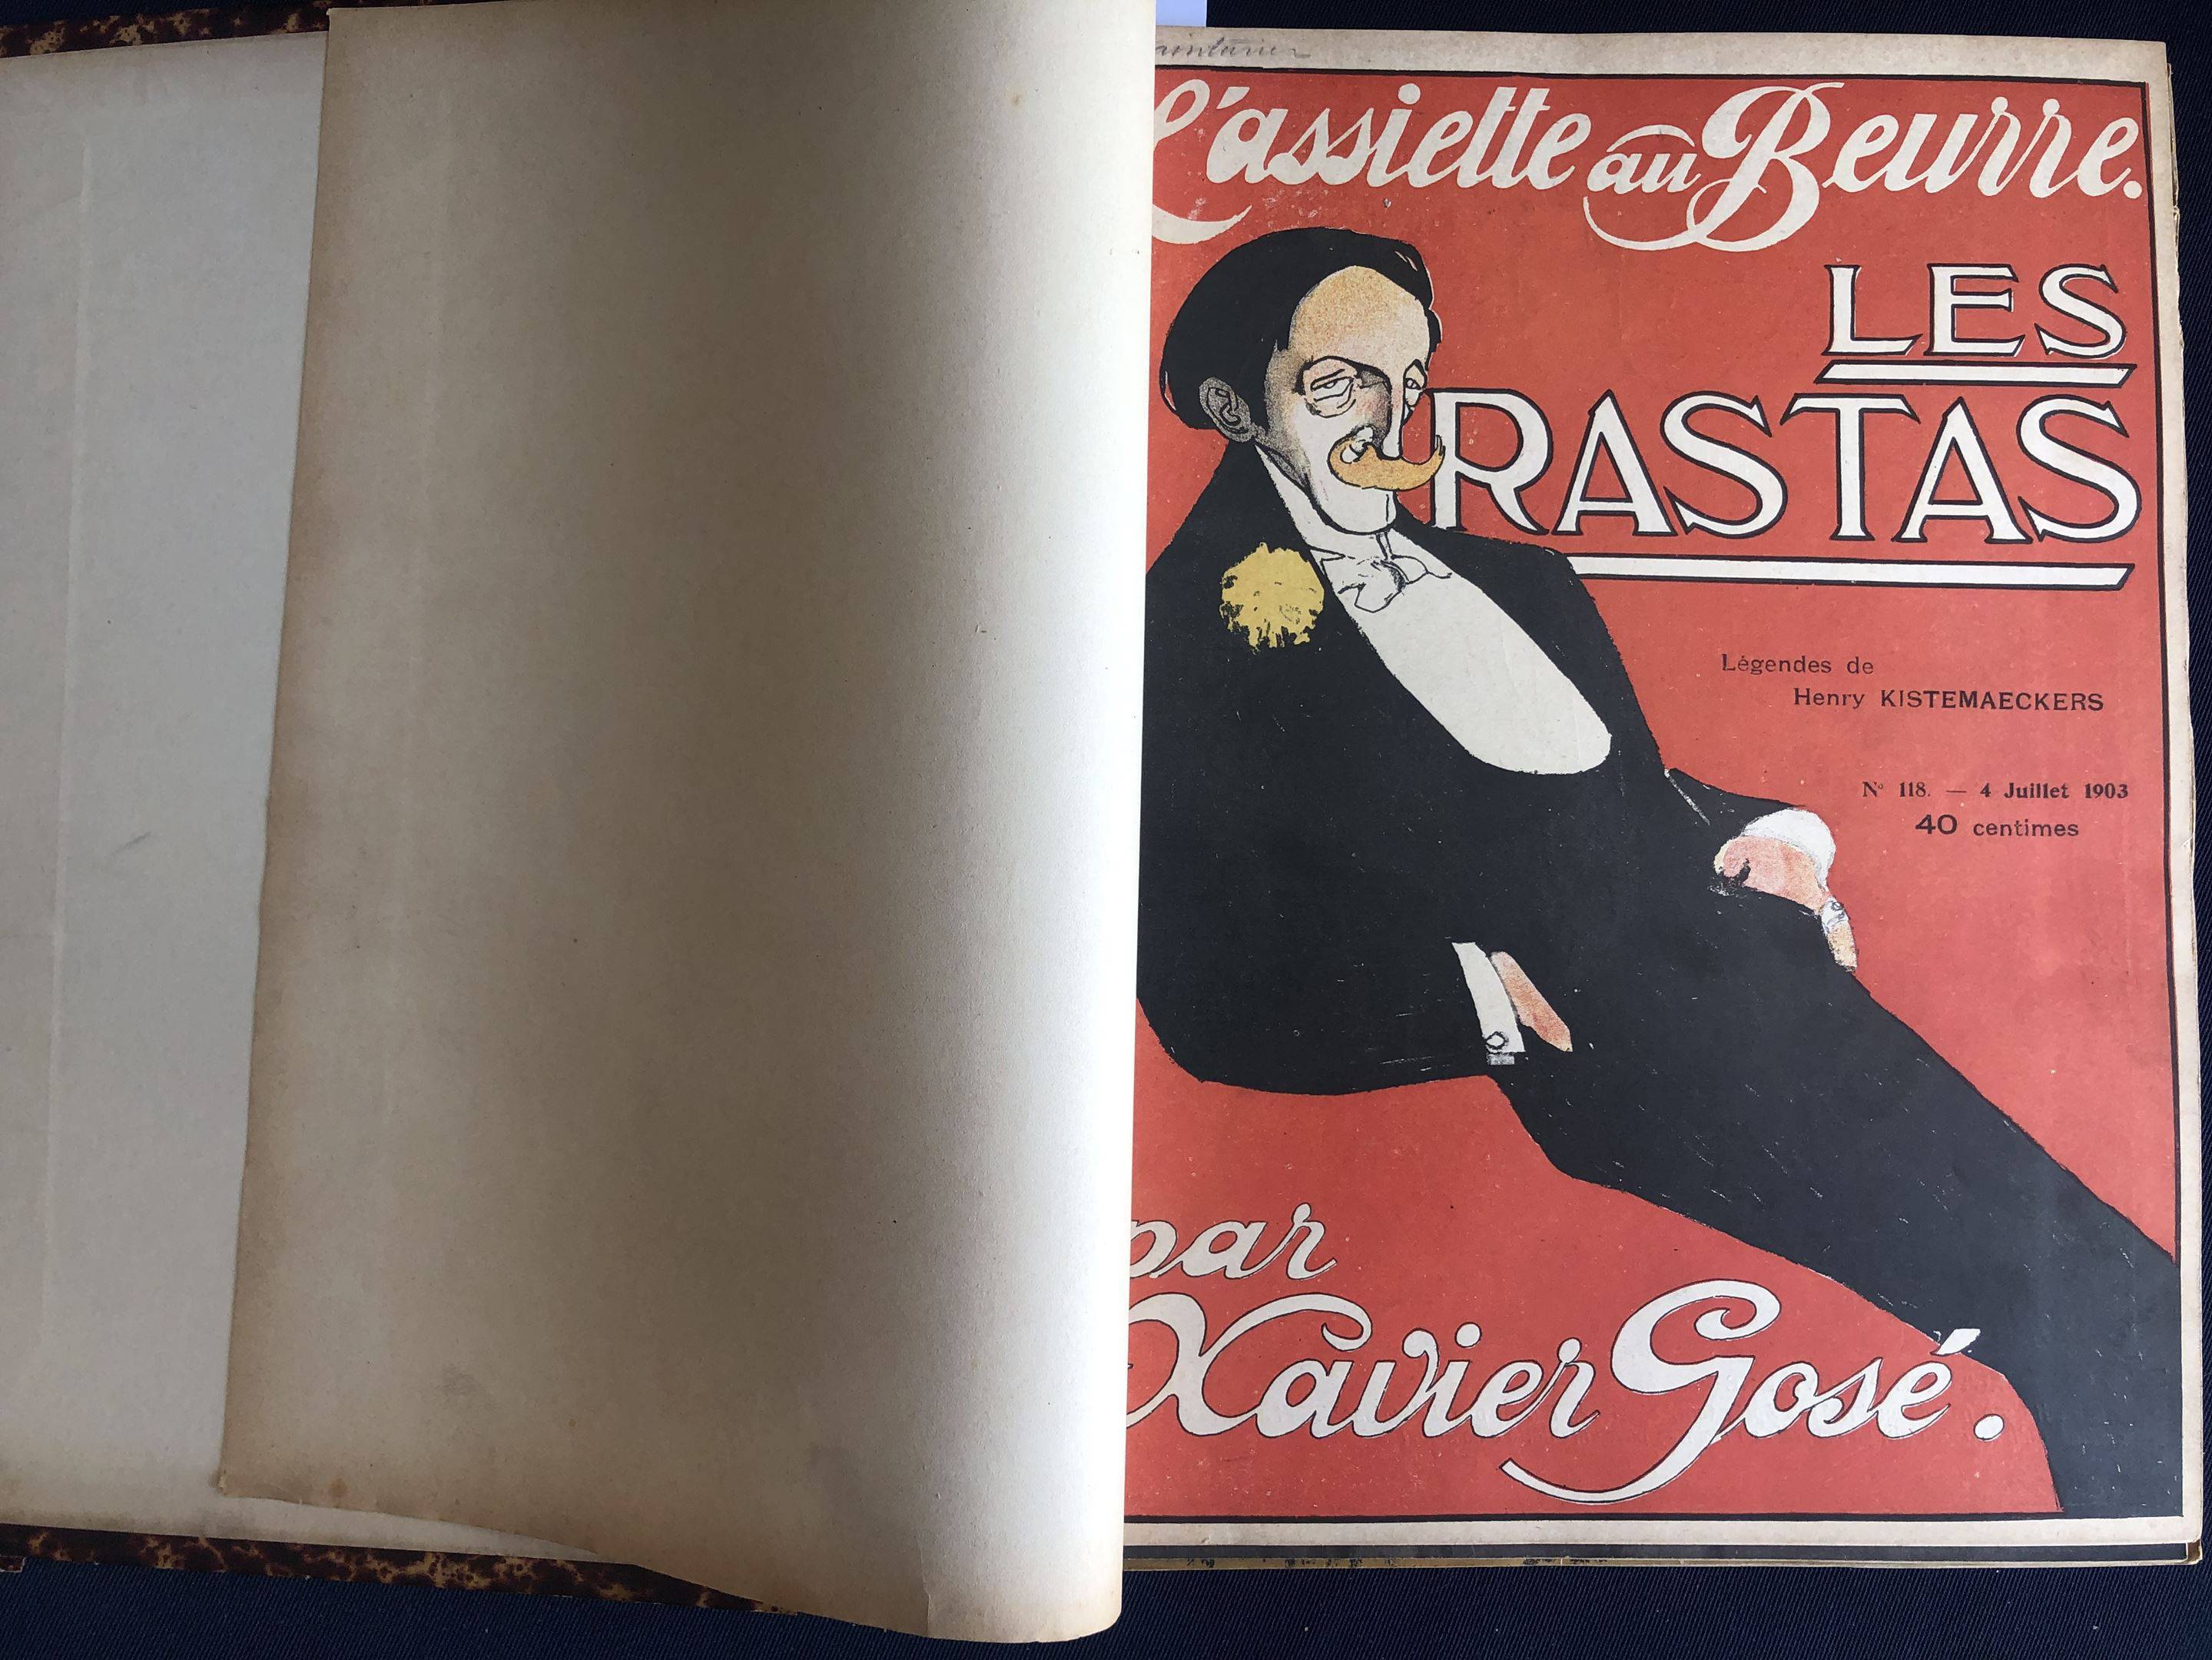 L'assiette au Beurre.
LES
RASTAS
Légendes de
Henry KISTEMAECKERS
N° 118. — 4 Juillet 1903
40 centimes
par
Xavier Gosé.